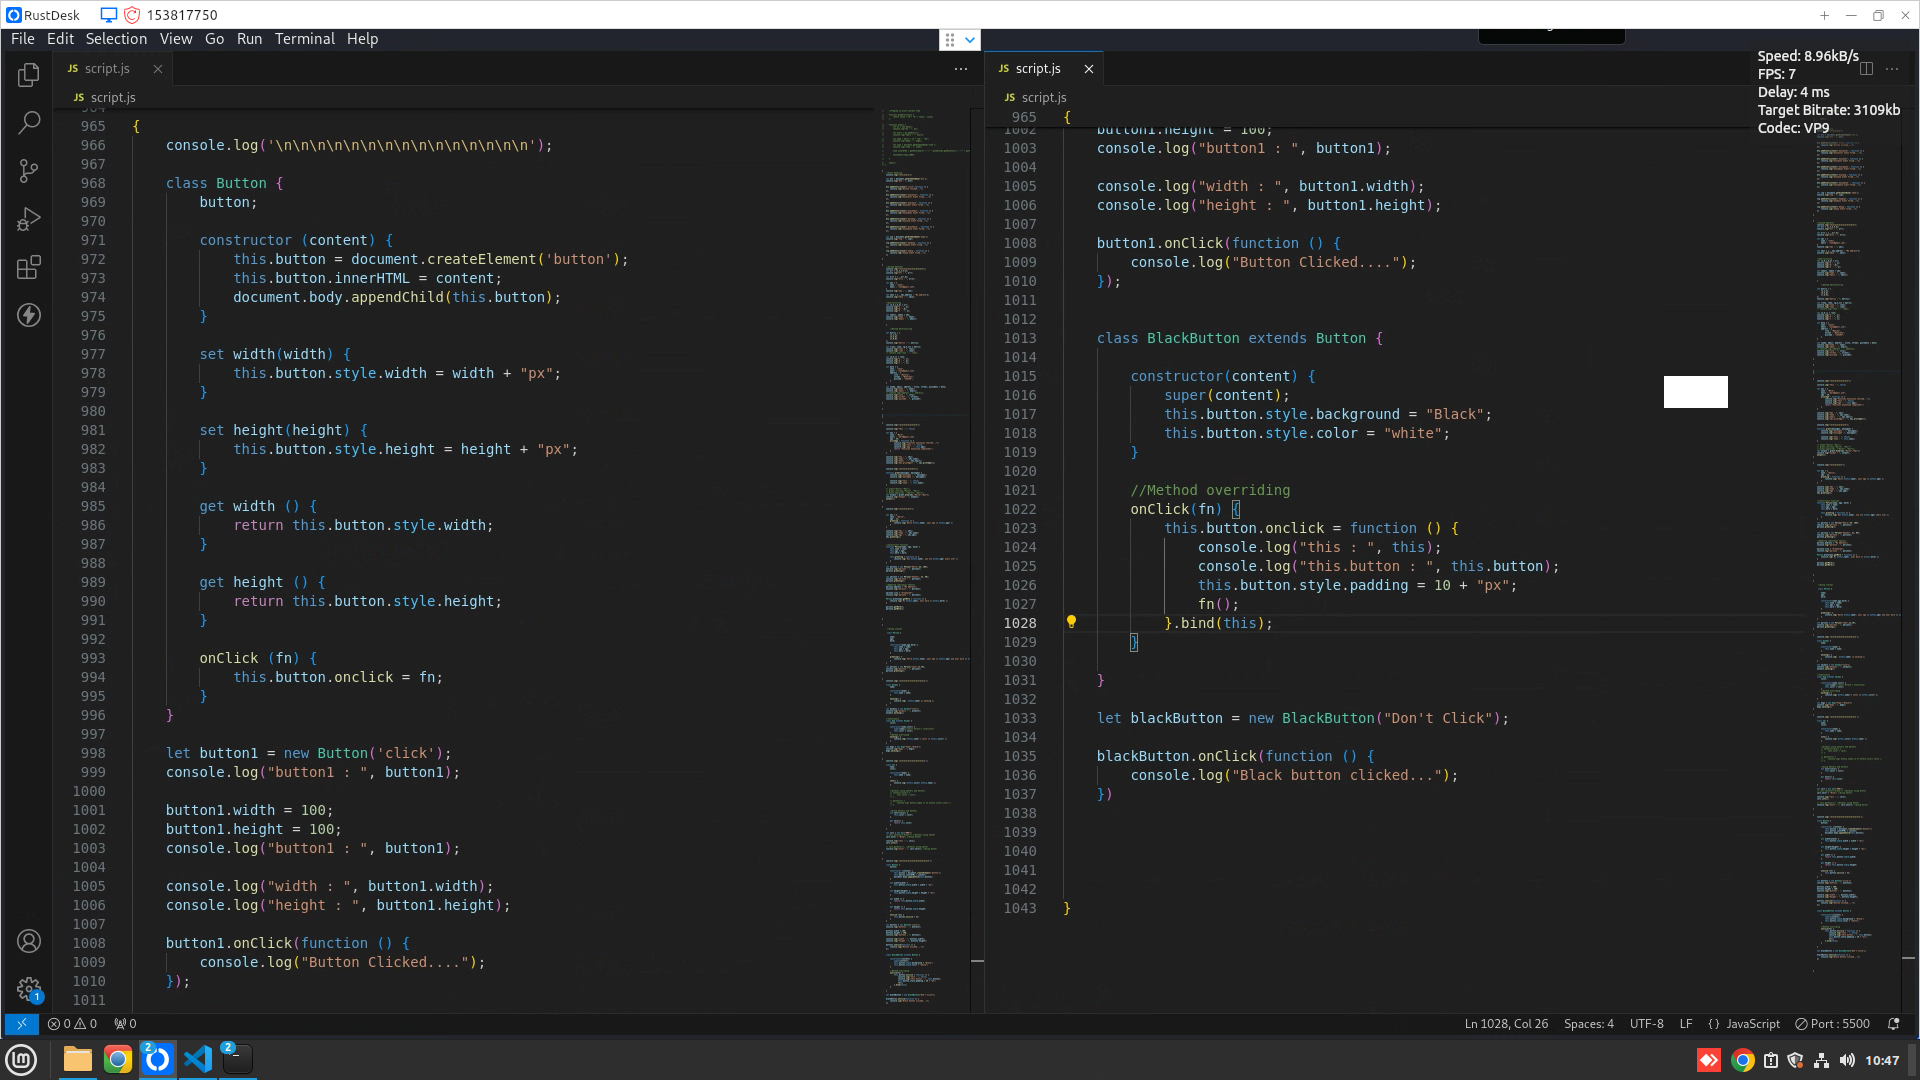 RustDesk 153817750
File Edit Selection View Go Run Terminal Help
JS script.js
JS script.js
965 {
966 console.log('\n\n\n\n\n\n\n\n\n\n\n\n\n\n\n');
967
968 class Button {
969 button;
970
971 constructor (content) {
972 this.button = document.createElement('button');
973 this.button.innerHTML = content;
974 document.body.appendChild(this.button);
975 }
976
977 set width(width) {
978 this.button.style.width = width + "px";
979 }
980
981 set height(height) {
982 this.button.style.height = height + "px";
983 }
984
985 get width () {
986 return this.button.style.width;
987 }
988
989 get height () {
990 return this.button.style.height;
991 }
992
993 onClick (fn) {
994 this.button.onclick = fn;
995 }
996 }
997
998 let button1 = new Button('click');
999 console.log("button1 : ", button1);
1000
1001 button1.width = 100;
1002 button1.height = 100;
1003 console.log("button1 : ", button1);
1004
1005 console.log("width : ", button1.width);
1006 console.log("height : ", button1.height);
1007
1008 button1.onClick(function () {
1009 console.log("Button Clicked....");
1010 });
1011
JS script.js
JS script.js
Speed: 8.96kB/s
FPS: 7
Delay: 4 ms
Target Bitrate: 3109kb
Codec: VP9
965 {
1002 button1.height = 100;
1003 console.log("button1 : ", button1);
1004
1005 console.log("width : ", button1.width);
1006 console.log("height : ", button1.height);
1007
1008 button1.onClick(function () {
1009 console.log("Button Clicked....");
1010 });
1011
1012
1013 class BlackButton extends Button {
1014
1015 constructor(content) {
1016 super(content);
1017 this.button.style.background = "Black";
1018 this.button.style.color = "white";
1019 }
1020
1021 //Method overriding
1022 onClick(fn) {
1023 this.button.onclick = function () {
1024 console.log("this : ", this);
1025 console.log("this.button : ", this.button);
1026 this.button.style.padding = 10 + "px";
1027 fn();
1028 }.bind(this);
1029 }
1030
1031 }
1032
1033 let blackButton = new BlackButton("Don't Click");
1034
1035 blackButton.onClick(function () {
1036 console.log("Black button clicked...");
1037 })
1038
1039
1040
1041
1042
1043 }
1
0 0 0 Ln 1028, Col 26 Spaces: 4 UTF-8 LF {} JavaScript Port : 5500
2 2 10:47